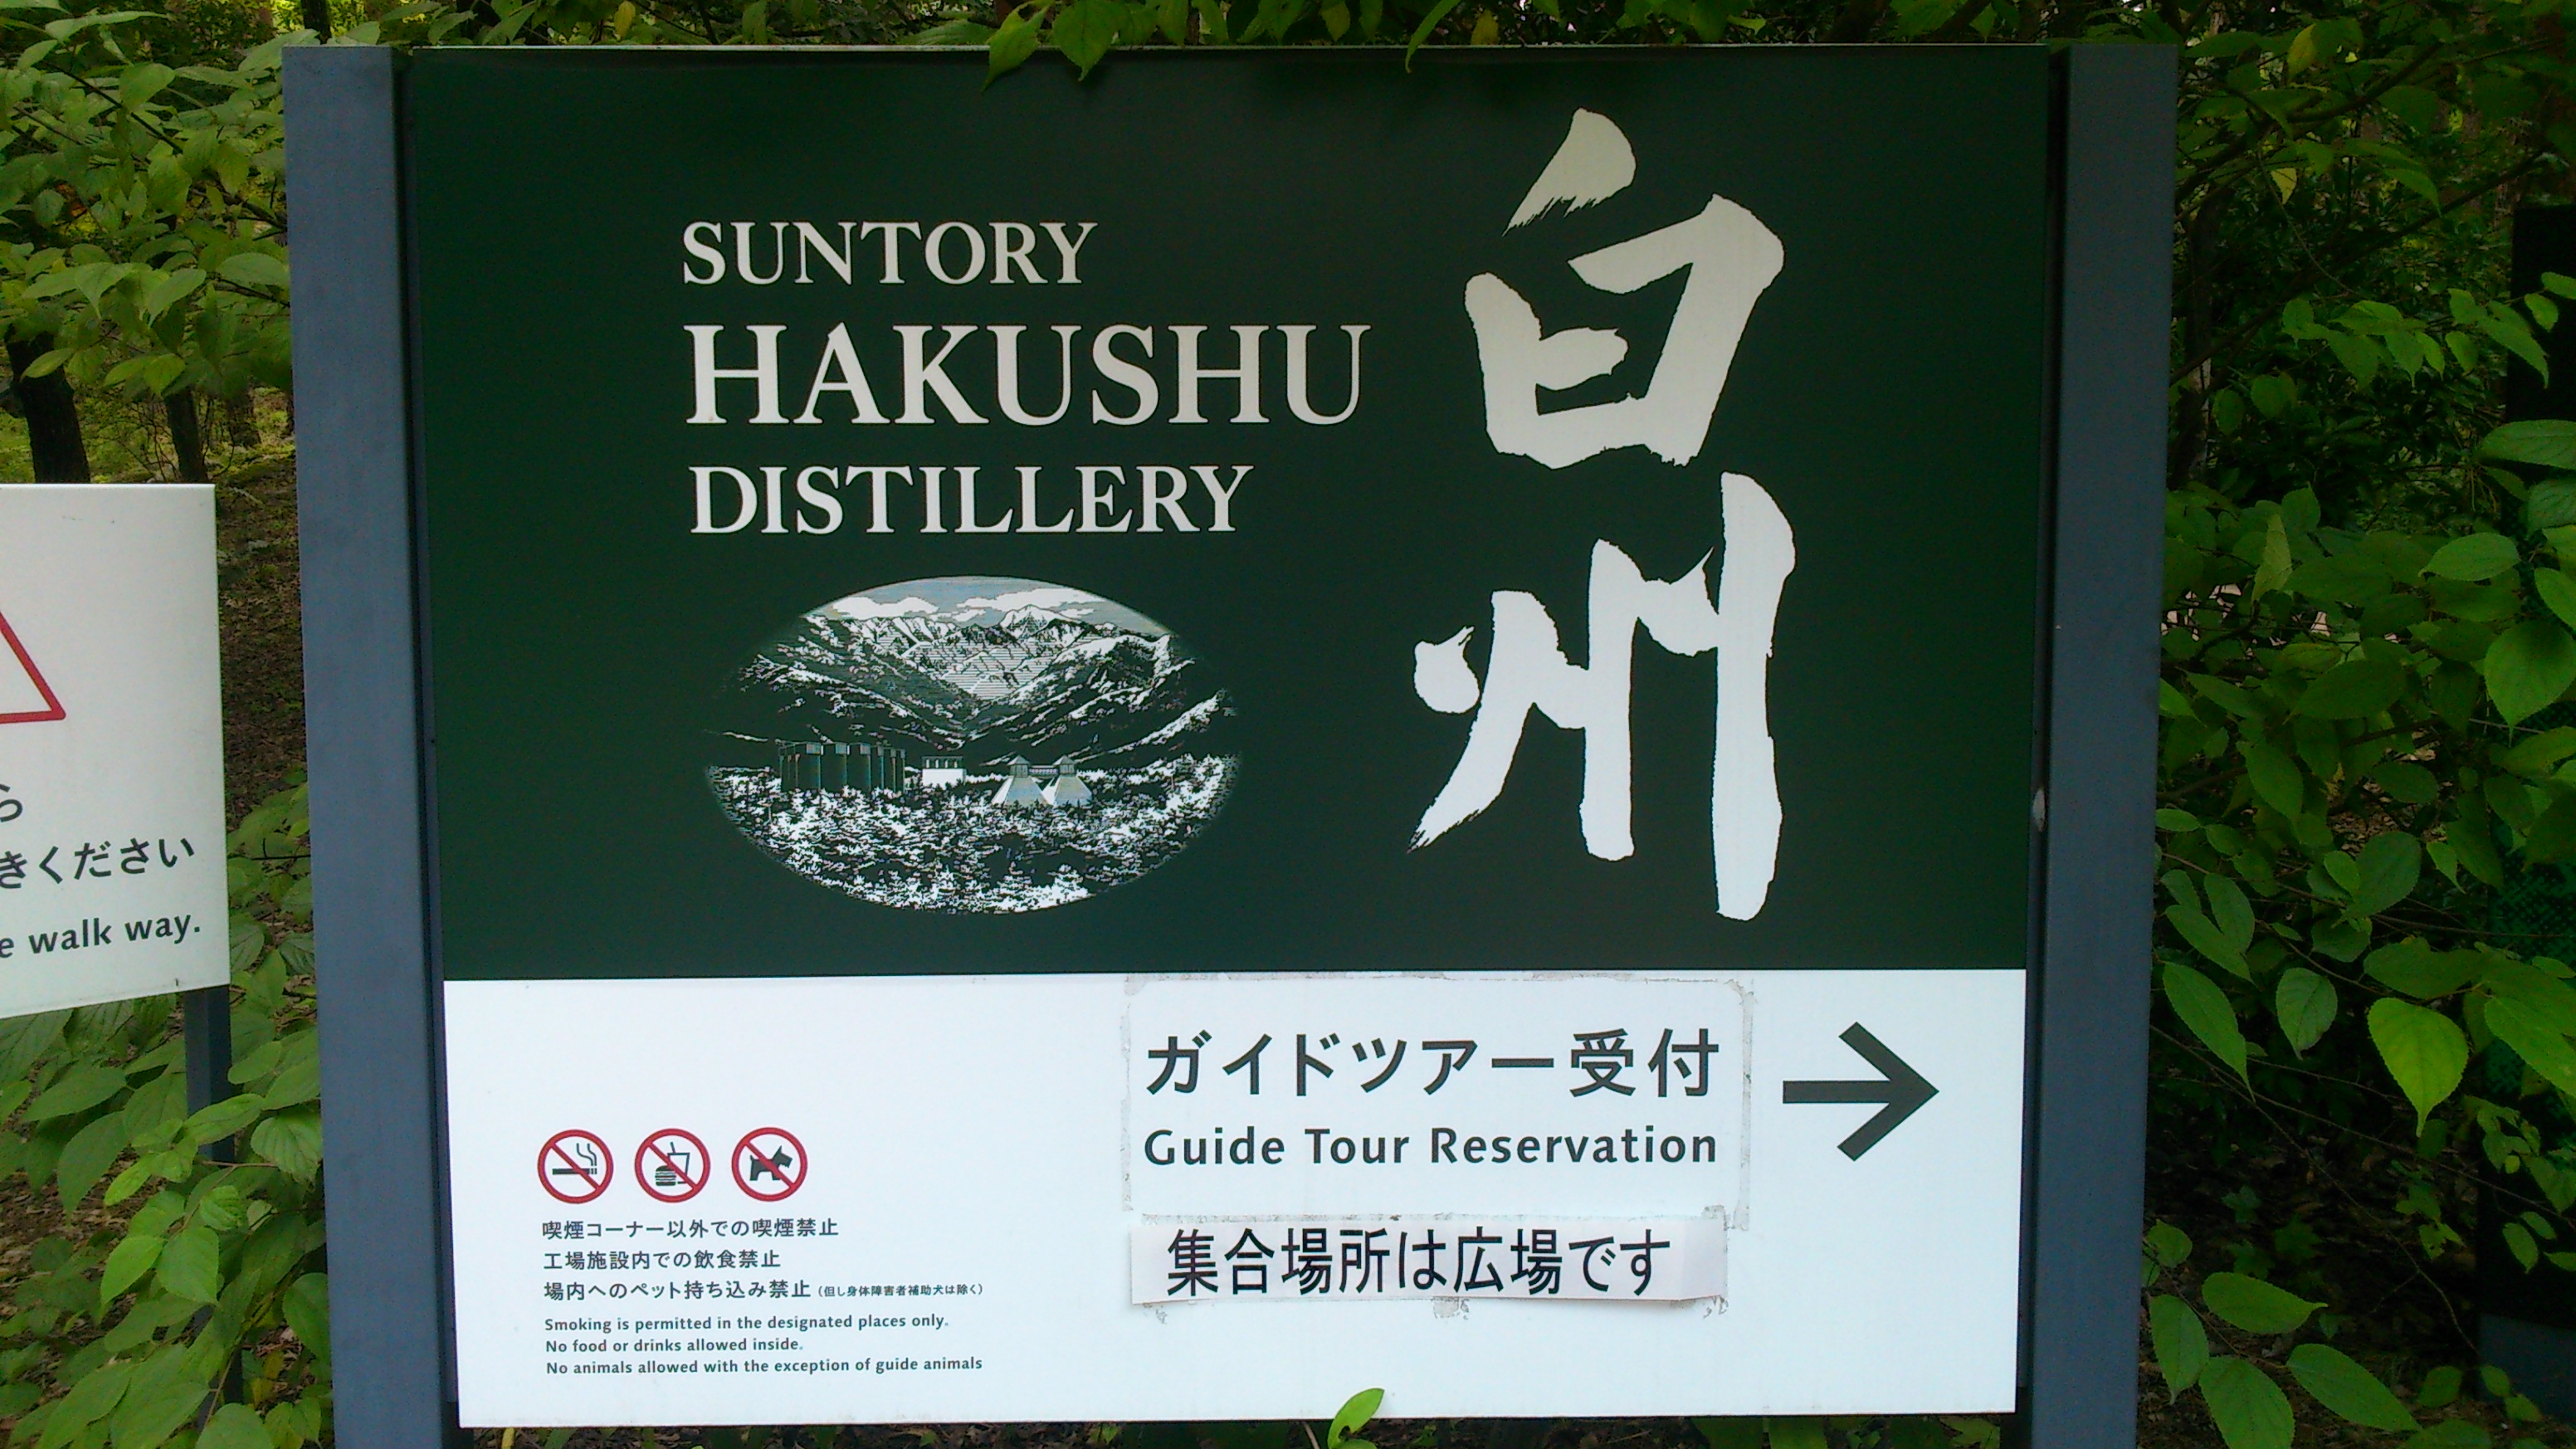 SUNTORY
HAKUSHU
DISTILLERY
白州
ガイドツアー受付
Guide Tour Reservation
集合場所は広場です
喫煙コーナー以外での喫煙禁止
工場施設内での飲食禁止
場内へのペット持ち込み禁止（但し身体障害者補助犬は除く）
Smoking is permitted in the designated places only.
No food or drinks allowed inside.
No animals allowed with the exception of guide animals
ら
きください
e walk way.